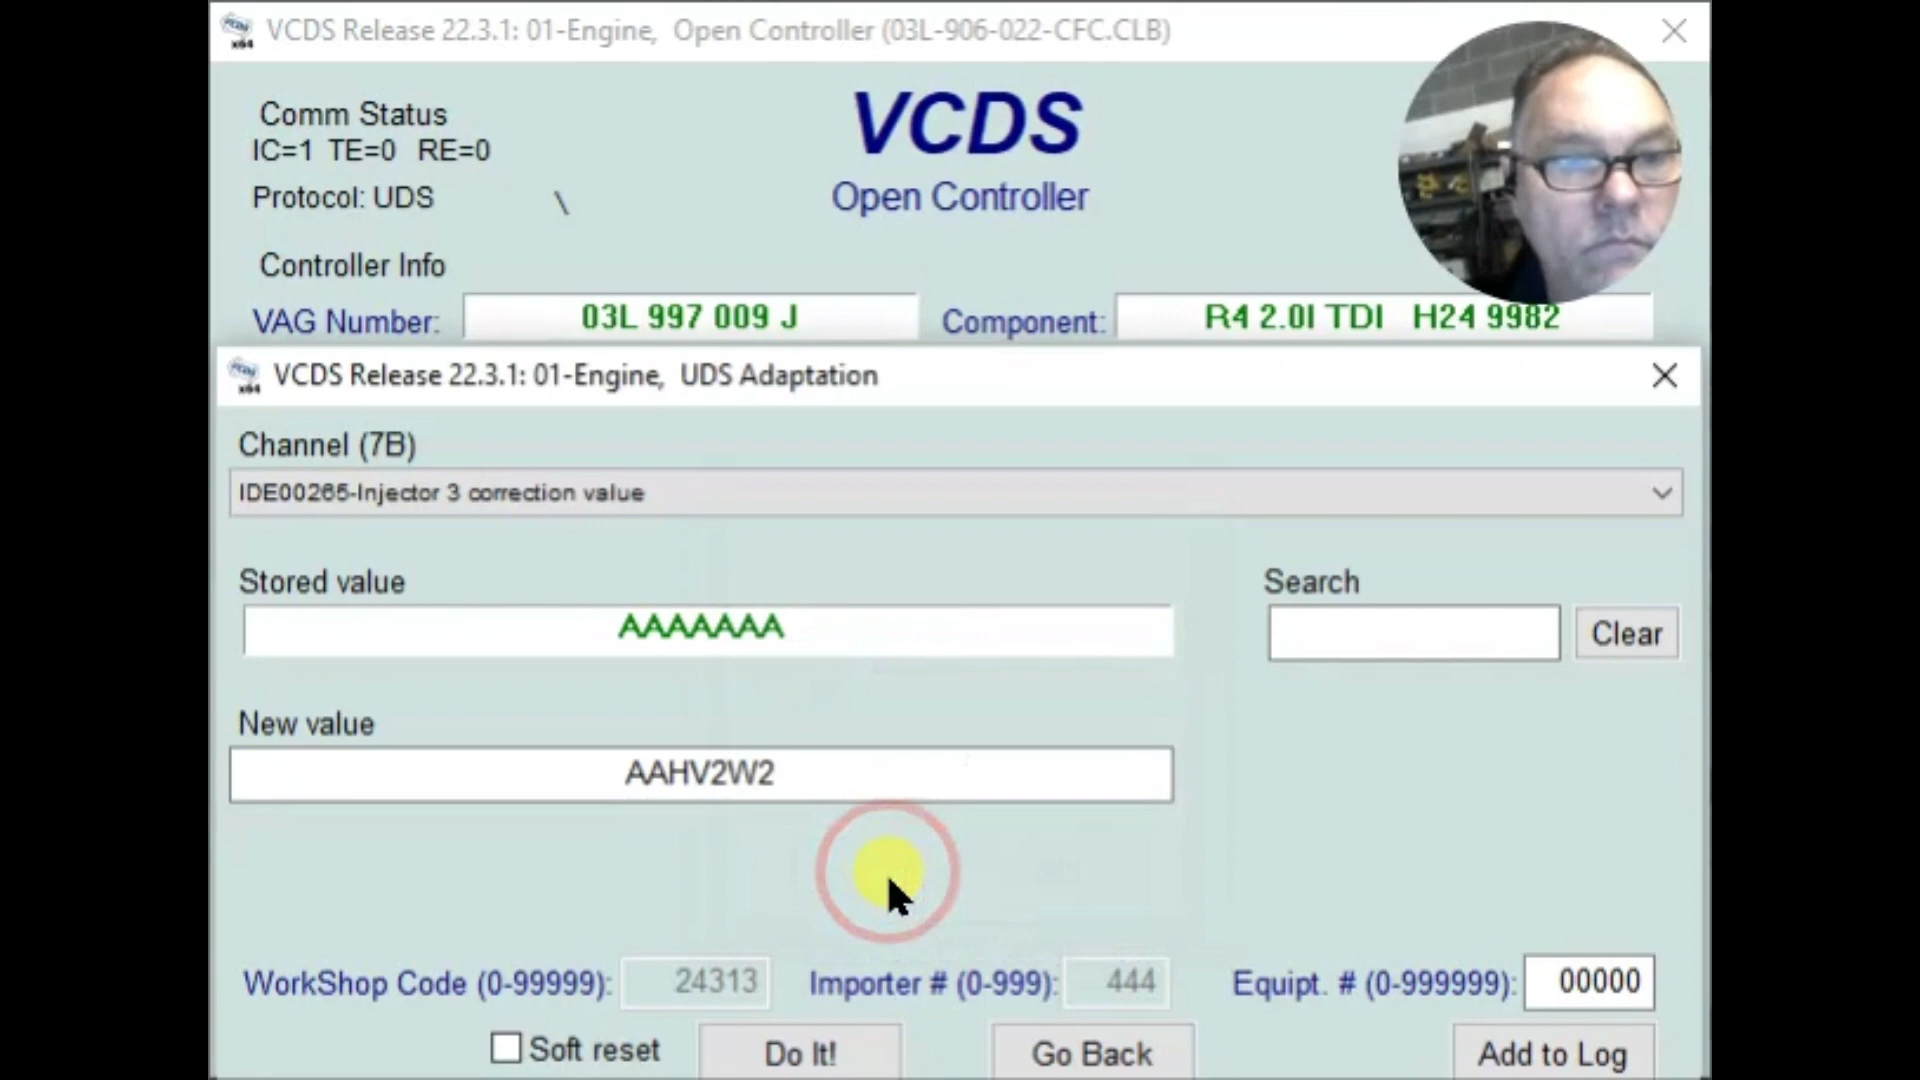 VCDS Release 22.3.1: 01-Engine, Open Controller (03L-906-022-CFC.CLB)
Comm Status
IC=1 TE=0 RE=0
Protocol: UDS \
VCDS
Open Controller
Controller Info
VAG Number: 03L 997 009 J Component: R4 2.0l TDI H24 9982
VCDS Release 22.3.1: 01-Engine, UDS Adaptation
Channel (7B)
IDE00265-Injector 3 correction value
Stored value
AAAAAAA
Search
Clear
New value
AAHV2W2
WorkShop Code (0-99999): 24313 Importer # (0-999): 444 Equipt. # (0-999999): 00000
Soft reset Do It! Go Back Add to Log